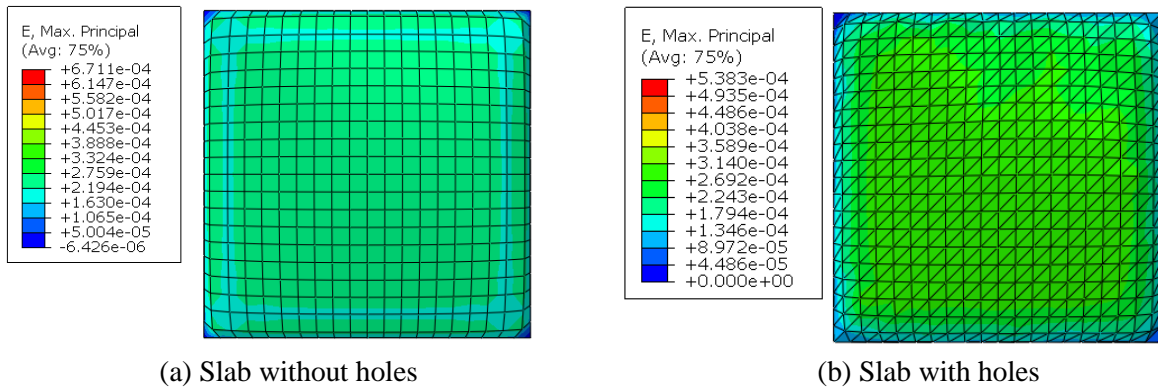 E, Max. Principal
(Avg: 75%)
+6.711e-04
+6.147e-04
+5.582e-04
+5.017e-04
+4.453e-04
+3.888e-04
+3.324e-04
+2.759e-04
+2.194e-04
+1.630e-04
+1.065e-04
+5.004e-05
-6.426e-06
(a) Slab without holes
E, Max. Principal
(Avg: 75%)
+5.383e-04
+4.935e-04
+4.486e-04
+4.038e-04
+3.589e-04
+3.140e-04
+2.692e-04
+2.243e-04
+1.794e-04
+1.346e-04
+8.972e-05
+4.486e-05
+0.000e+00
(b) Slab with holes